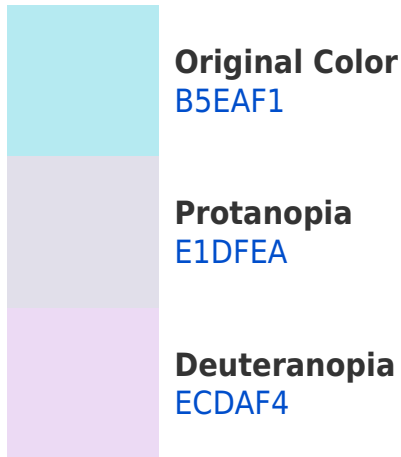 Original Color
B5EAF1
Protanopia
E1DFEA
Deuteranopia
ECDAF4